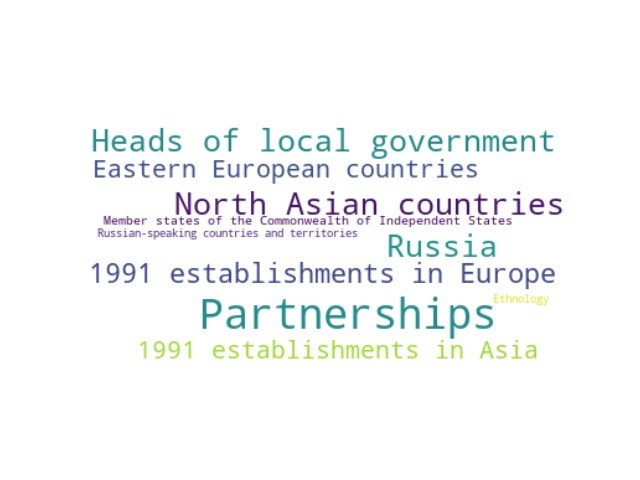 Heads of local government
Eastern European countries
North Asian countries
Member states of the Commonwealth of Independent States
Russian-speaking countries and territories
Russia
1991 establishments in Europe
Ethnology
Partnerships
1991 establishments in Asia